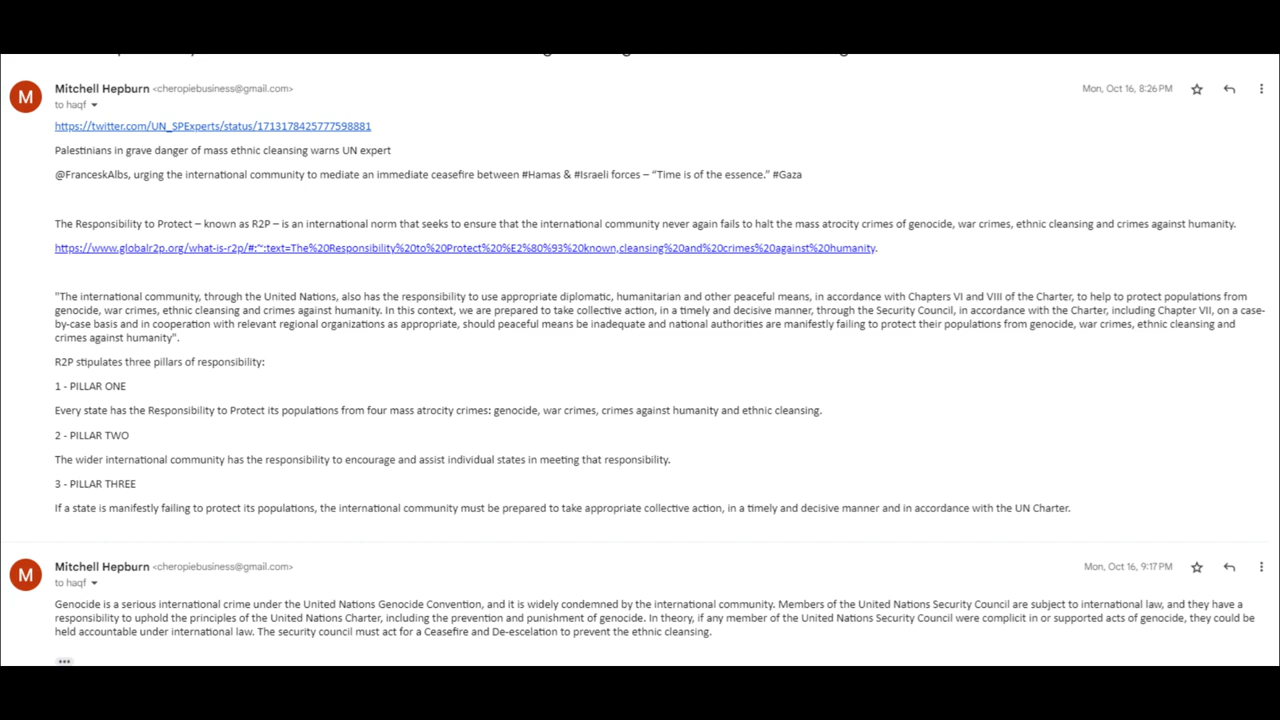 Mitchell Hepburn <cheropiebusiness@gmail.com>
Mon, Oct 16, 8:26 PM
to haqf
https://twitter.com/UN_SPExperts/status/1713178425777598881
Palestinians in grave danger of mass ethnic cleansing warns UN expert
@FranceskAlbs, urging the international community to mediate an immediate ceasefire between #Hamas & #Israeli forces – “Time is of the essence.” #Gaza
The Responsibility to Protect – known as R2P – is an international norm that seeks to ensure that the international community never again fails to halt the mass atrocity crimes of genocide, war crimes, ethnic cleansing and crimes against humanity.
https://www.globalr2p.org/what-is-r2p/#:~:text=The%20Responsibility%20to%20Protect%20%E2%80%93%20known,cleansing%20and%20crimes%20against%20humanity.
"The international community, through the United Nations, also has the responsibility to use appropriate diplomatic, humanitarian and other peaceful means, in accordance with Chapters VI and VIII of the Charter, to help to protect populations from
genocide, war crimes, ethnic cleansing and crimes against humanity. In this context, we are prepared to take collective action, in a timely and decisive manner, through the Security Council, in accordance with the Charter, including Chapter VII, on a case-
by-case basis and in cooperation with relevant regional organizations as appropriate, should peaceful means be inadequate and national authorities are manifestly failing to protect their populations from genocide, war crimes, ethnic cleansing and
crimes against humanity".
R2P stipulates three pillars of responsibility:
1 - PILLAR ONE
Every state has the Responsibility to Protect its populations from four mass atrocity crimes: genocide, war crimes, crimes against humanity and ethnic cleansing.
2 - PILLAR TWO
The wider international community has the responsibility to encourage and assist individual states in meeting that responsibility.
3 - PILLAR THREE
If a state is manifestly failing to protect its populations, the international community must be prepared to take appropriate collective action, in a timely and decisive manner and in accordance with the UN Charter.
Mitchell Hepburn <cheropiebusiness@gmail.com>
Mon, Oct 16, 9:17 PM
to haqf
Genocide is a serious international crime under the United Nations Genocide Convention, and it is widely condemned by the international community. Members of the United Nations Security Council are subject to international law, and they have a
responsibility to uphold the principles of the United Nations Charter, including the prevention and punishment of genocide. In theory, if any member of the United Nations Security Council were complicit in or supported acts of genocide, they could be
held accountable under international law. The security council must act for a Ceasefire and De-escelation to prevent the ethnic cleansing.
M
M